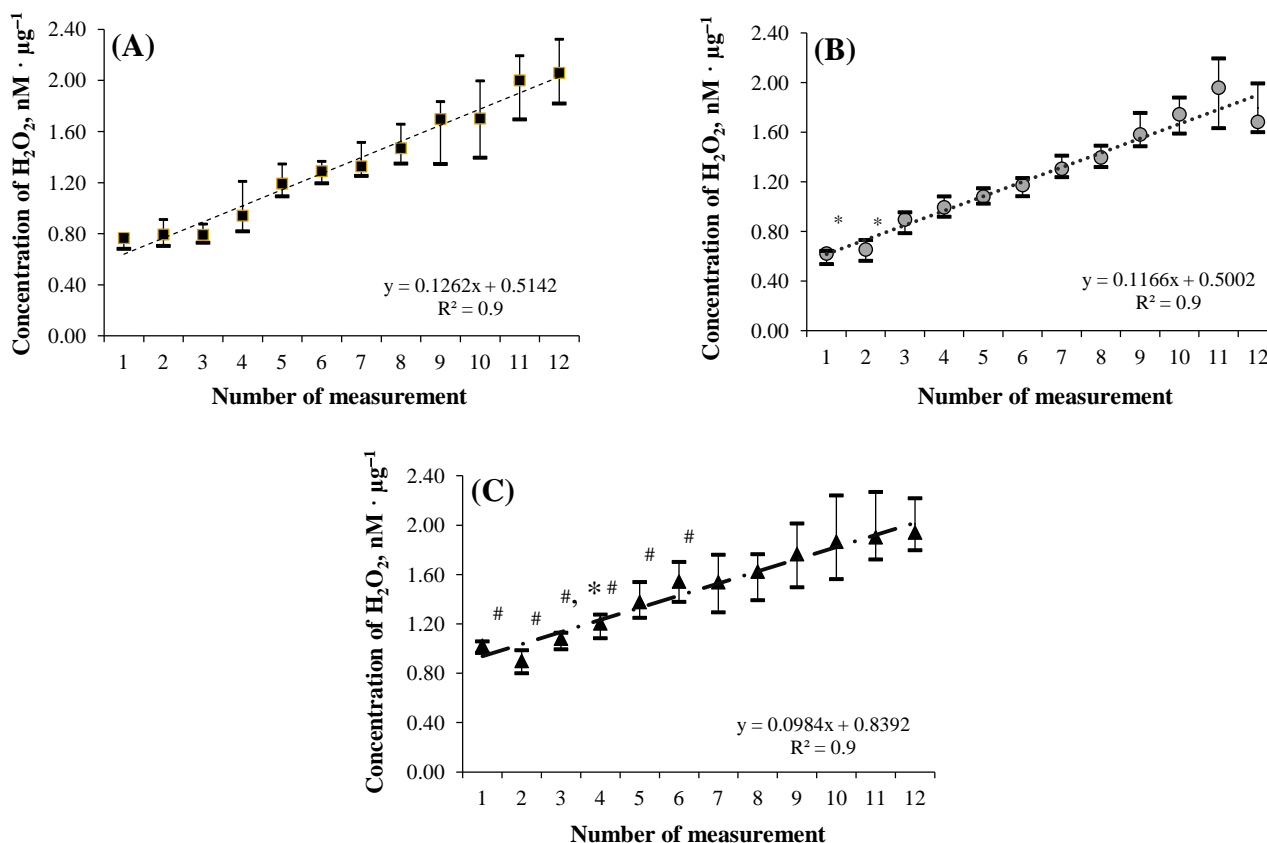 (A)
Concentration of H₂O₂, nM · μg⁻¹
2.40
2.00
1.60
1.20
0.80
0.40
0.00
y = 0.1262x + 0.5142
R² = 0.9
1 2 3 4 5 6 7 8 9 10 11 12
Number of measurement
(B)
Concentration of H₂O₂, nM · μg⁻¹
2.40
2.00
1.60
1.20
0.80
0.40
0.00
* *
y = 0.1166x + 0.5002
R² = 0.9
1 2 3 4 5 6 7 8 9 10 11 12
Number of measurement
(C)
Concentration of H₂O₂, nM · μg⁻¹
2.40
2.00
1.60
1.20
0.80
0.40
0.00
# # #, * # # #
y = 0.0984x + 0.8392
R² = 0.9
1 2 3 4 5 6 7 8 9 10 11 12
Number of measurement